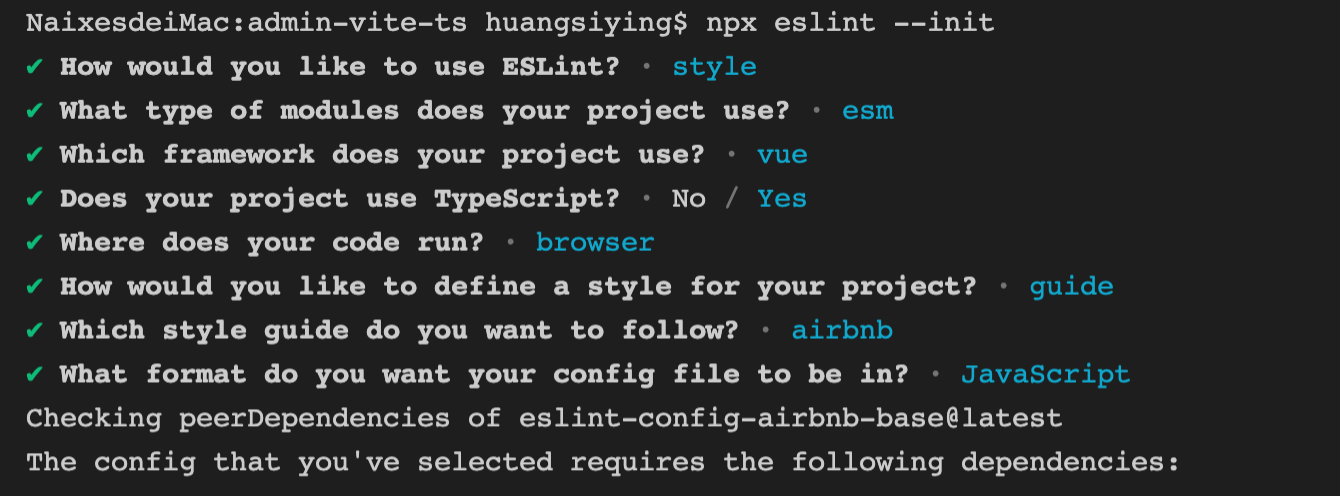 NaixesdeiMac:admin-vite-ts huangsiying$ npx eslint --init
✔ How would you like to use ESLint? · style
✔ What type of modules does your project use? · esm
✔ Which framework does your project use? · vue
✔ Does your project use TypeScript? · No / Yes
✔ Where does your code run? · browser
✔ How would you like to define a style for your project? · guide
✔ Which style guide do you want to follow? · airbnb
✔ What format do you want your config file to be in? · JavaScript
Checking peerDependencies of eslint-config-airbnb-base@latest
The config that you've selected requires the following dependencies: